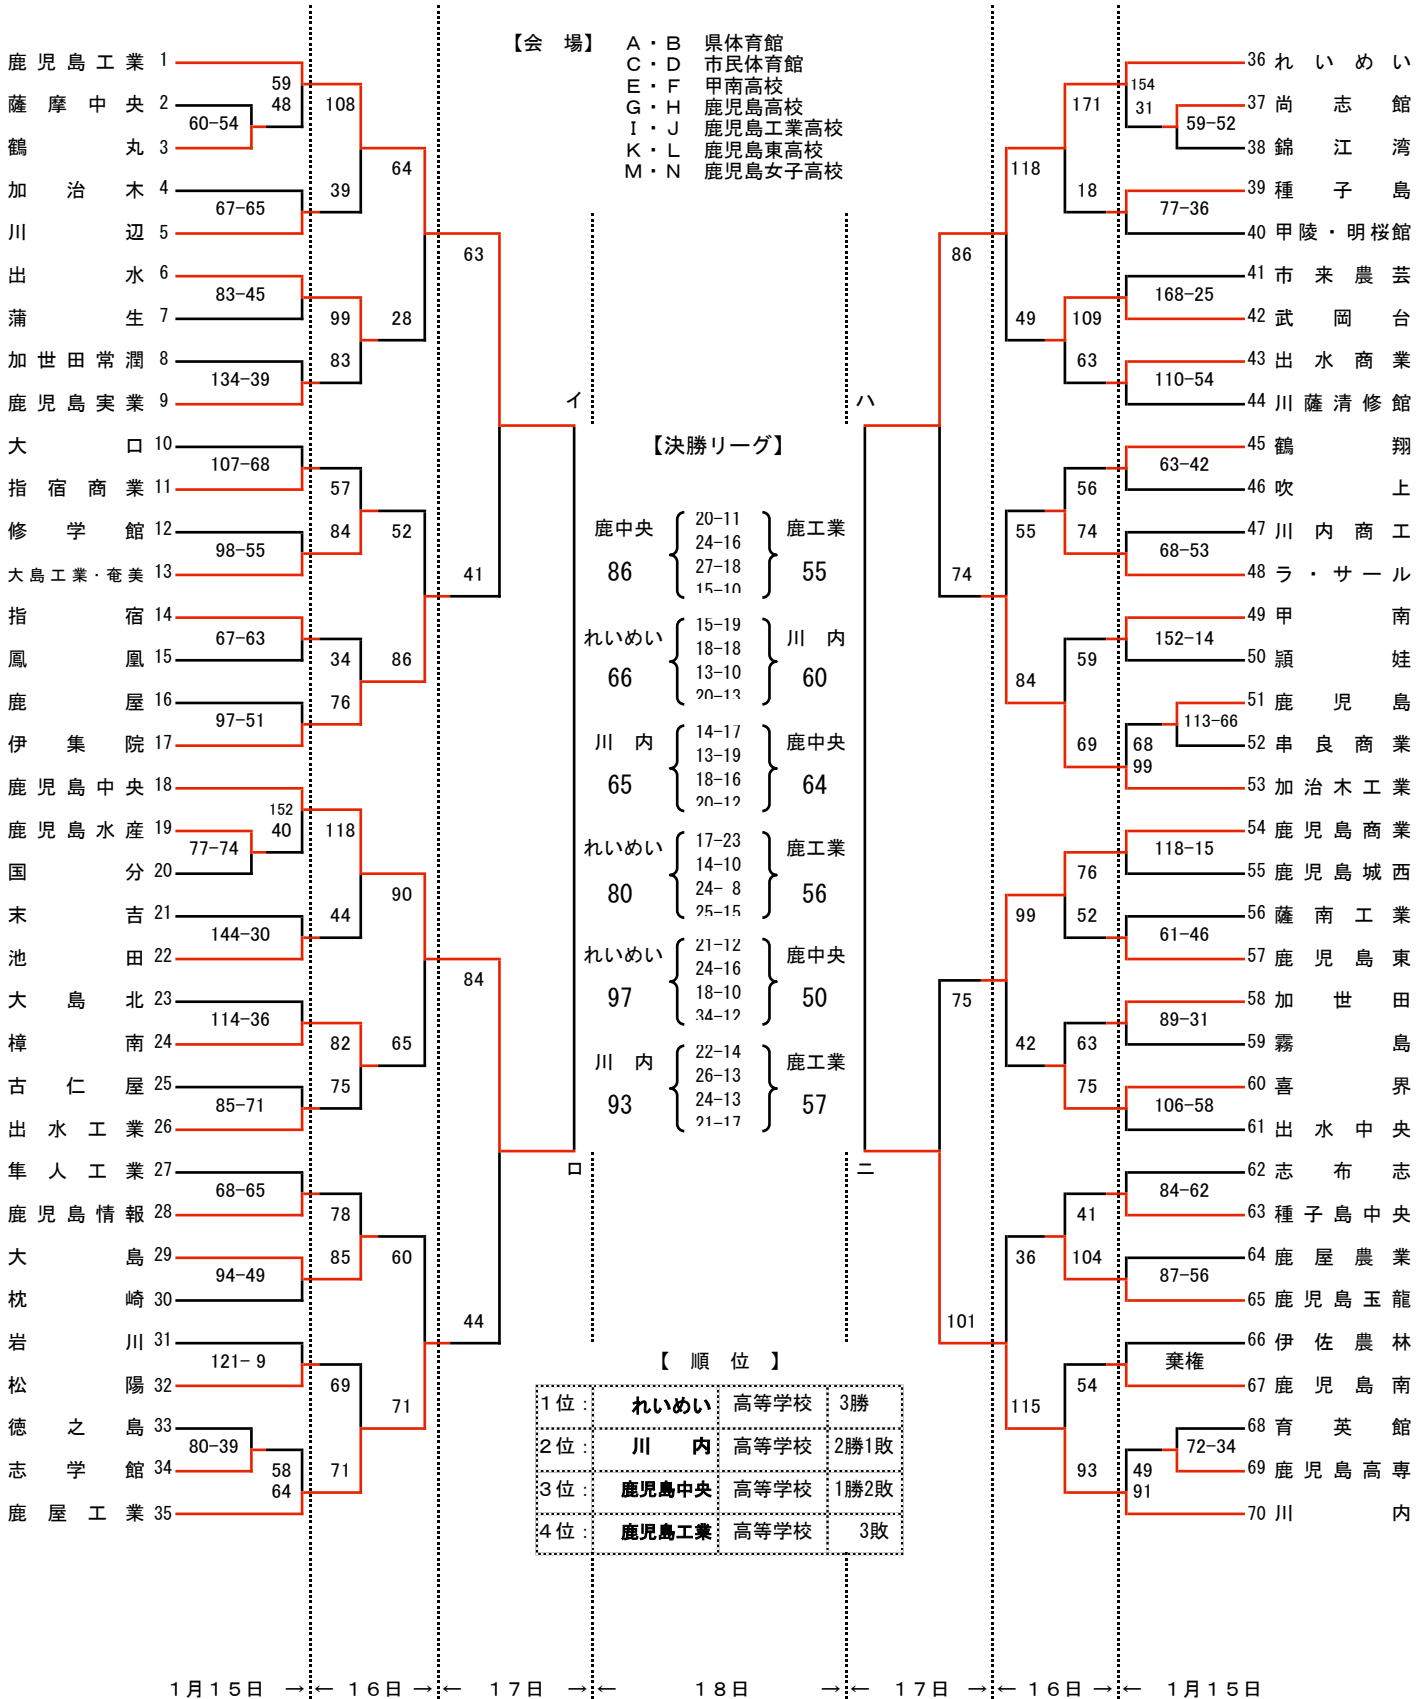 【会　場】　Ａ・Ｂ　県体育館
Ｃ・Ｄ　市民体育館
Ｅ・Ｆ　甲南高校
Ｇ・Ｈ　鹿児島高校
Ｉ・Ｊ　鹿児島工業高校
Ｋ・Ｌ　鹿児島東高校
Ｍ・Ｎ　鹿児島女子高校
鹿児島工業 1
59
薩摩中央 2
48
108
60-54
鶴丸 3
64
加治木 4
39
67-65
川辺 5
63
出水 6
83-45
蒲生 7
99
28
加世田常潤 8
83
134-39
鹿児島実業 9
イ
大口 10
107-68
指宿商業 11
57
修学館 12
84
52
98-55
大島工業・奄美 13
41
指宿 14
67-63
鳳凰 15
34
86
鹿屋 16
76
97-51
伊集院 17
鹿児島中央 18
152
鹿児島水産 19
40
118
77-74
国分 20
90
末吉 21
44
144-30
池田 22
84
大島北 23
114-36
樟南 24
82
65
古仁屋 25
75
85-71
出水工業 26
ロ
隼人工業 27
68-65
鹿児島情報 28
78
大島 29
85
60
94-49
枕崎 30
44
岩川 31
121- 9
松陽 32
69
71
徳之島 33
80-39
志学館 34
58
71
64
鹿屋工業 35
【決勝リーグ】
鹿中央 20-11 鹿工業
24-16
86 27-18 55
15-10
れいめい 15-19 川　内
18-18
66 13-10 60
20-13
川　内 14-17 鹿中央
13-19
65 18-16 64
20-12
れいめい 17-23 鹿工業
14-10
80 24- 8 56
25-15
れいめい 21-12 鹿中央
24-16
97 18-10 50
34-12
川　内 22-14 鹿工業
26-13
93 24-13 57
21-17
【　順　位　】
1位： れいめい 高等学校 3勝
2位： 川　内 高等学校 2勝1敗
3位： 鹿児島中央 高等学校 1勝2敗
4位： 鹿児島工業 高等学校 3敗
36 れいめい
154
171
31
37 尚志館
59-52
38 錦江湾
118
18
39 種子島
77-36
40 甲陵・明桜館
86
41 市来農芸
168-25
49
109
42 武岡台
63
43 出水商業
110-54
44 川薩清修館
ハ
45 鶴翔
63-42
46 吹上
56
55
74
47 川内商工
68-53
48 ラ・サール
74
49 甲南
152-14
50 頴娃
59
84
51 鹿児島
113-66
52 串良商業
69
68
99
53 加治木工業
54 鹿児島商業
118-15
55 鹿児島城西
76
99
52
56 薩南工業
61-46
57 鹿児島東
75
58 加世田
89-31
59 霧島
42
63
75
60 喜界
106-58
61 出水中央
ニ
62 志布志
84-62
63 種子島中央
41
36
104
64 鹿屋農業
87-56
65 鹿児島玉龍
101
66 伊佐農林
棄権
67 鹿児島南
54
115
68 育英館
72-34
69 鹿児島高専
93
49
91
70 川内
1月15日 →← 16日 →← 17日 →← 18日 →← 17日 →← 16日 →← 1月15日